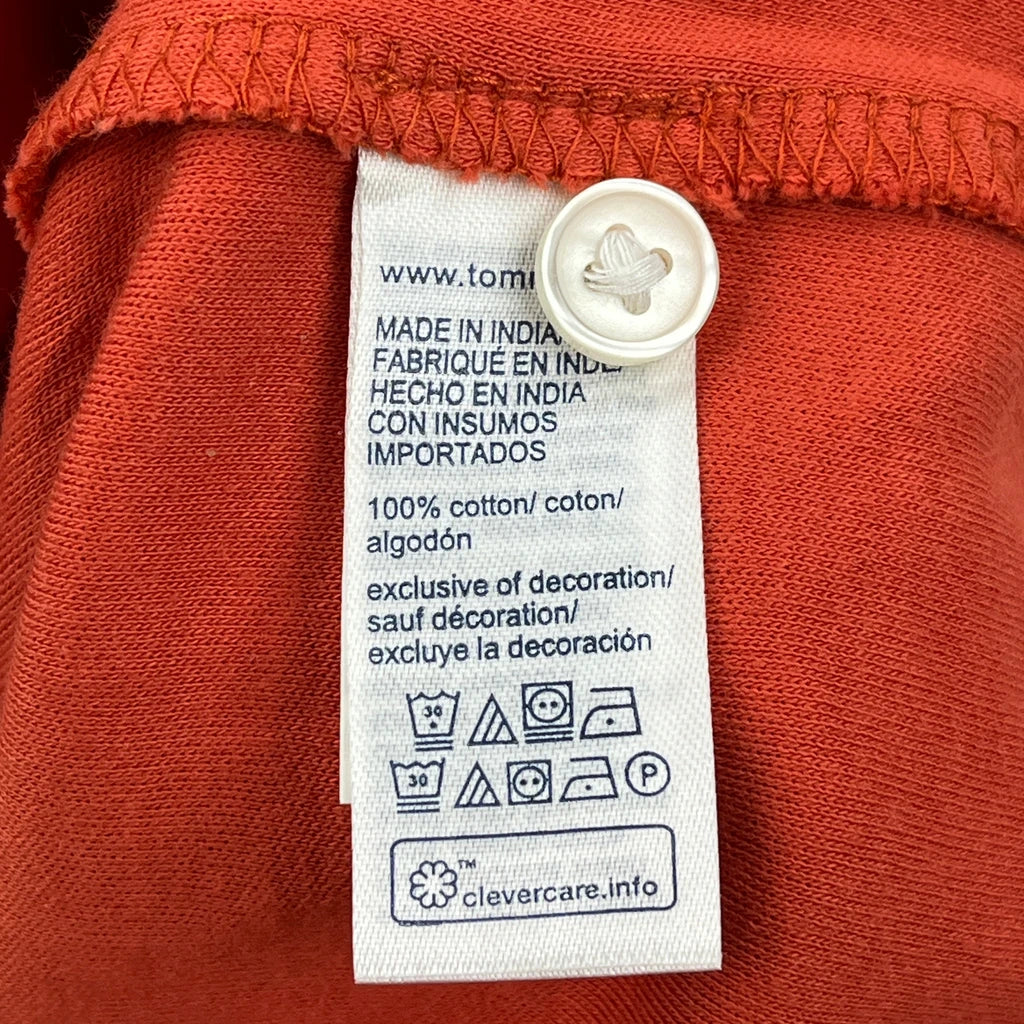 www.tom
MADE IN INDIA
FABRIQUÉ EN INDE
HECHO EN INDIA
CON INSUMOS
IMPORTADOS
100% cotton/ coton/
algodón
exclusive of decoration/
sauf décoration/
excluye la decoración
30
30 P
™
clevercare.info